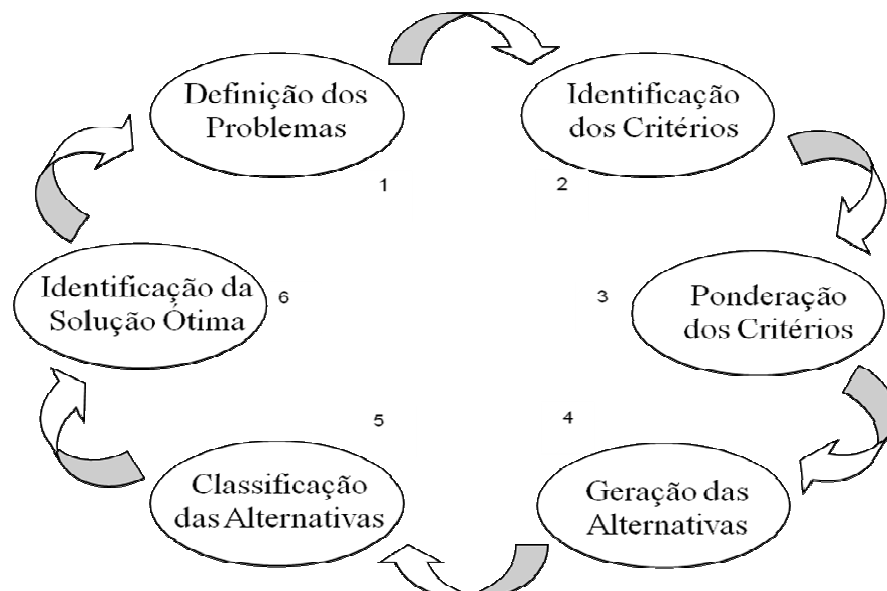 Definição dos
Problemas
1
Identificação
dos Critérios
2
3
Ponderação
dos Critérios
4
Geração das
Alternativas
5
Classificação
das Alternativas
Identificação da
Solução Ótima
6